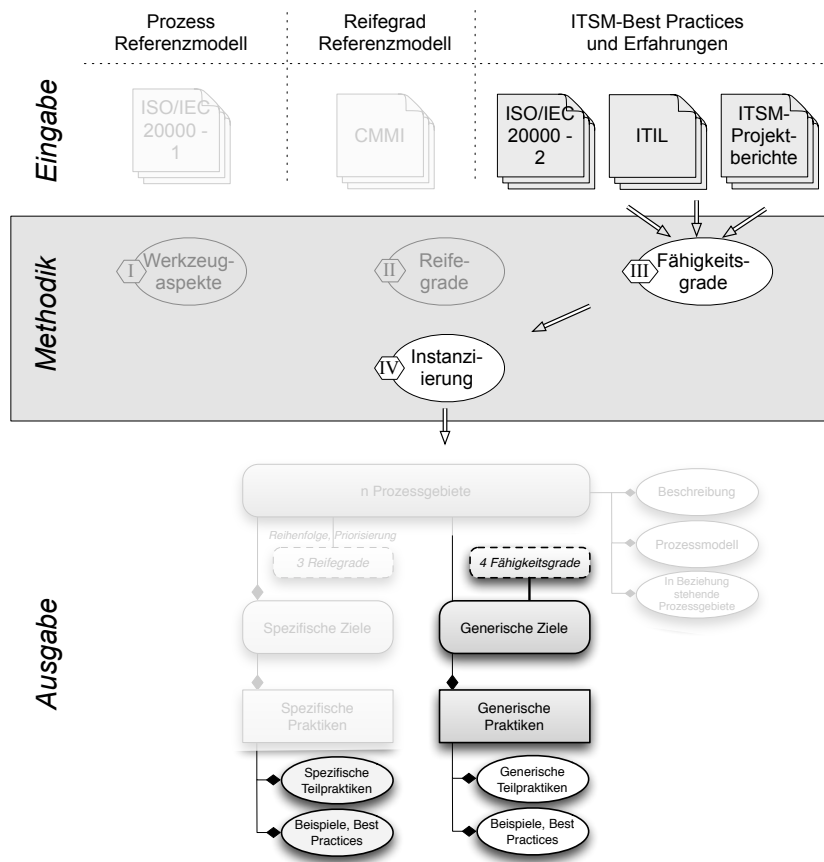 Prozess
Referenzmodell
Reifegrad
Referenzmodell
ITSM-Best Practices
und Erfahrungen
Eingabe
ISO/IEC
20000 -
1
CMMI
ISO/IEC
20000 -
2
ITIL
ITSM-
Projekt-
berichte
Methodik
I
Werkzeug-
aspekte
II
Reife-
grade
III
Fähigkeits-
grade
IV
Instanzi-
ierung
Ausgabe
n Prozessgebiete
Beschreibung
Reihenfolge, Priorisierung
3 Reifegrade
4 Fähigkeitsgrade
Prozessmodell
In Beziehung
stehende
Prozessgebiete
Spezifische Ziele
Generische Ziele
Spezifische
Praktiken
Generische
Praktiken
Spezifische
Teilpraktiken
Generische
Teilpraktiken
Beispiele, Best
Practices
Beispiele, Best
Practices